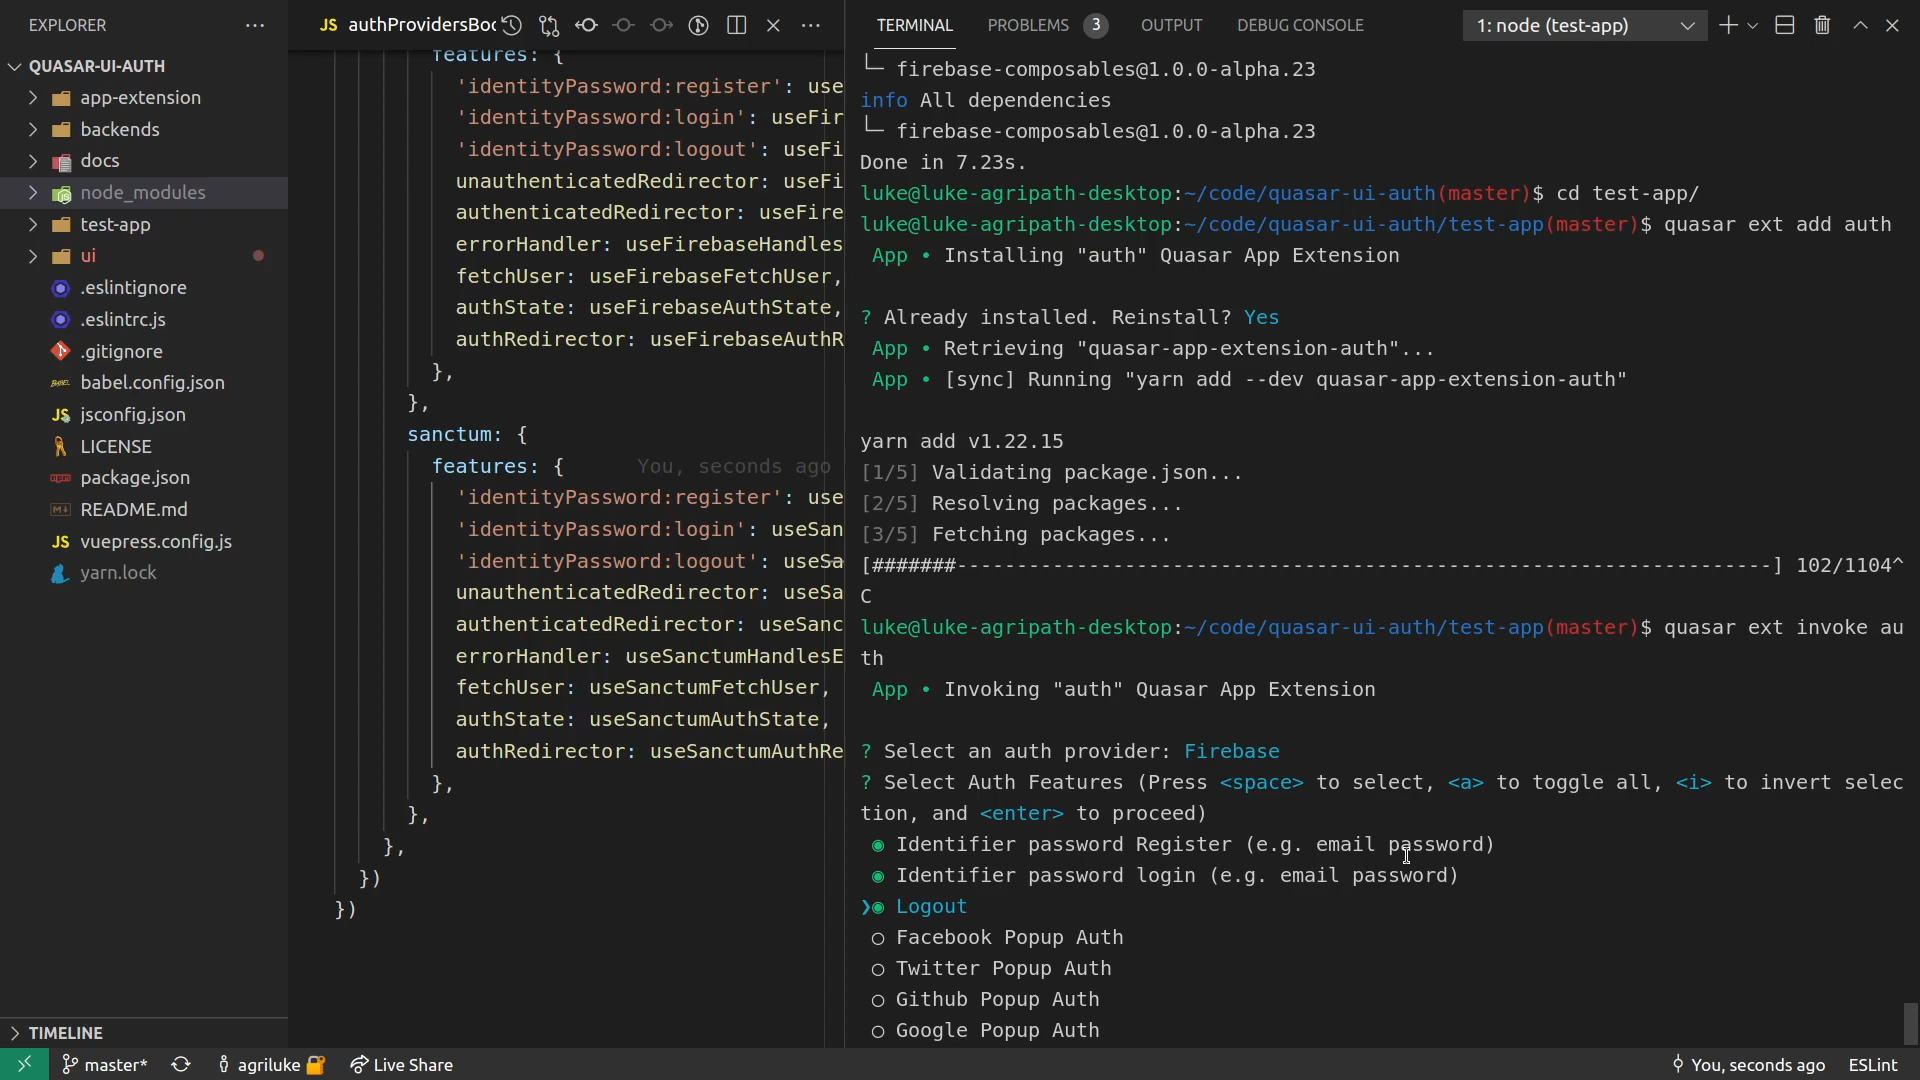 EXPLORER
QUASAR-UI-AUTH
app-extension
backends
docs
node_modules
test-app
ui
.eslintignore
.eslintrc.js
.gitignore
babel.config.json
jsconfig.json
LICENSE
package.json
README.md
vuepress.config.js
yarn.lock
TIMELINE
JS authProvidersBoo
features: {
'identityPassword:register': use
'identityPassword:login': useFir
'identityPassword:logout': useFi
unauthenticatedRedirector: useFi
authenticatedRedirector: useFire
errorHandler: useFirebaseHandles
fetchUser: useFirebaseFetchUser,
authState: useFirebaseAuthState,
authRedirector: useFirebaseAuthR
},
},
sanctum: {
features: { You, seconds ago
'identityPassword:register': use
'identityPassword:login': useSan
'identityPassword:logout': useSa
unauthenticatedRedirector: useSa
authenticatedRedirector: useSanc
errorHandler: useSanctumHandlesE
fetchUser: useSanctumFetchUser,
authState: useSanctumAuthState,
authRedirector: useSanctumAuthRe
},
},
},
})
})
TERMINAL PROBLEMS 3 OUTPUT DEBUG CONSOLE 1: node (test-app)
└─ firebase-composables@1.0.0-alpha.23
info All dependencies
└─ firebase-composables@1.0.0-alpha.23
Done in 7.23s.
luke@luke-agripath-desktop:~/code/quasar-ui-auth(master)$ cd test-app/
luke@luke-agripath-desktop:~/code/quasar-ui-auth/test-app(master)$ quasar ext add auth
App • Installing "auth" Quasar App Extension
? Already installed. Reinstall? Yes
App • Retrieving "quasar-app-extension-auth"...
App • [sync] Running "yarn add --dev quasar-app-extension-auth"
yarn add v1.22.15
[1/5] Validating package.json...
[2/5] Resolving packages...
[3/5] Fetching packages...
[#######--------------------------------------------------------------------] 102/1104^
C
luke@luke-agripath-desktop:~/code/quasar-ui-auth/test-app(master)$ quasar ext invoke au
th
App • Invoking "auth" Quasar App Extension
? Select an auth provider: Firebase
? Select Auth Features (Press <space> to select, <a> to toggle all, <i> to invert selec
tion, and <enter> to proceed)
◉ Identifier password Register (e.g. email password)
◉ Identifier password login (e.g. email password)
❯◉ Logout
◯ Facebook Popup Auth
◯ Twitter Popup Auth
◯ Github Popup Auth
◯ Google Popup Auth
master* agriluke 🔐 Live Share You, seconds ago ESLint